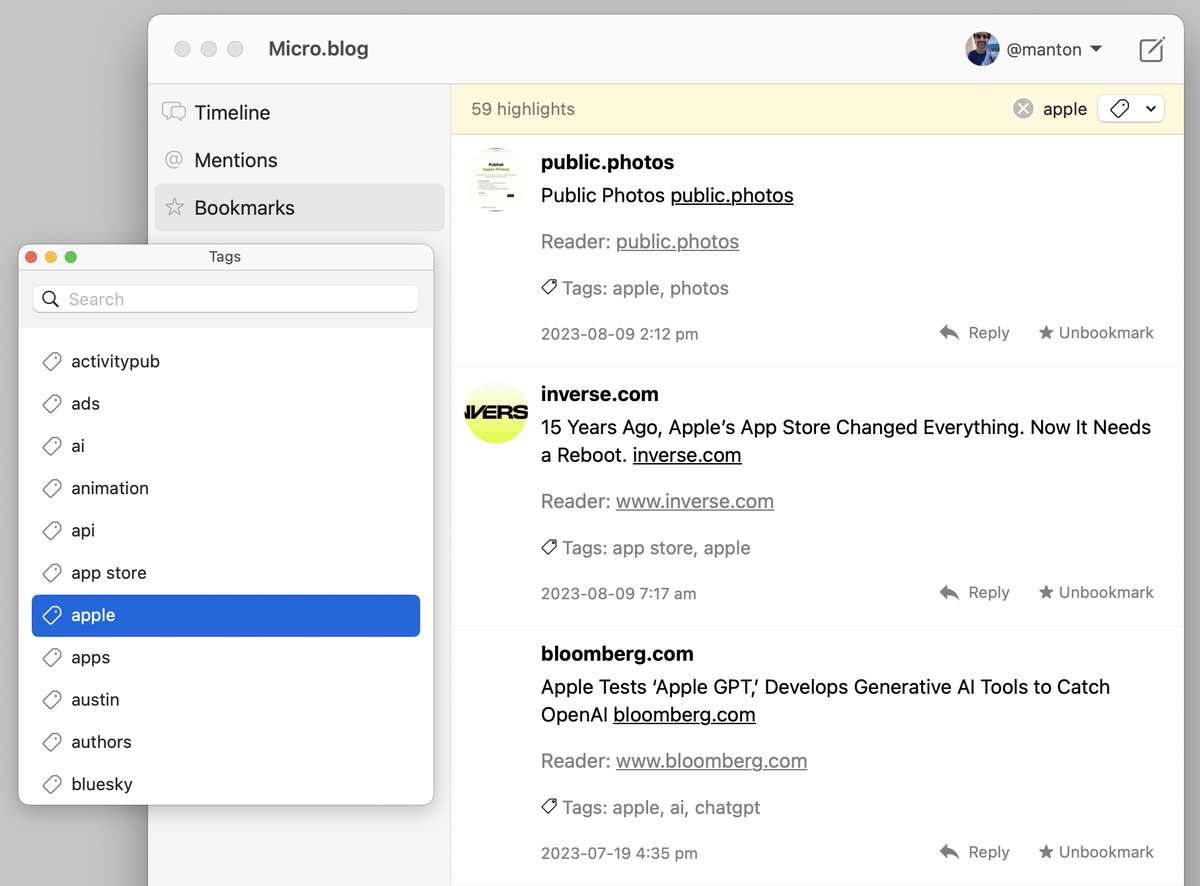 Micro.blog
@manton
Timeline
@ Mentions
Bookmarks
59 highlights
apple
Tags
Search
activitypub
ads
ai
animation
api
app store
apple
apps
austin
authors
bluesky
Publish
Apple Photos
public.photos
Public Photos public.photos
Reader: public.photos
Tags: apple, photos
2023-08-09 2:12 pm
Reply
Unbookmark
NVERS
inverse.com
15 Years Ago, Apple’s App Store Changed Everything. Now It Needs
a Reboot. inverse.com
Reader: www.inverse.com
Tags: app store, apple
2023-08-09 7:17 am
Reply
Unbookmark
bloomberg.com
Apple Tests ‘Apple GPT,’ Develops Generative AI Tools to Catch
OpenAI bloomberg.com
Reader: www.bloomberg.com
Tags: apple, ai, chatgpt
2023-07-19 4:35 pm
Reply
Unbookmark